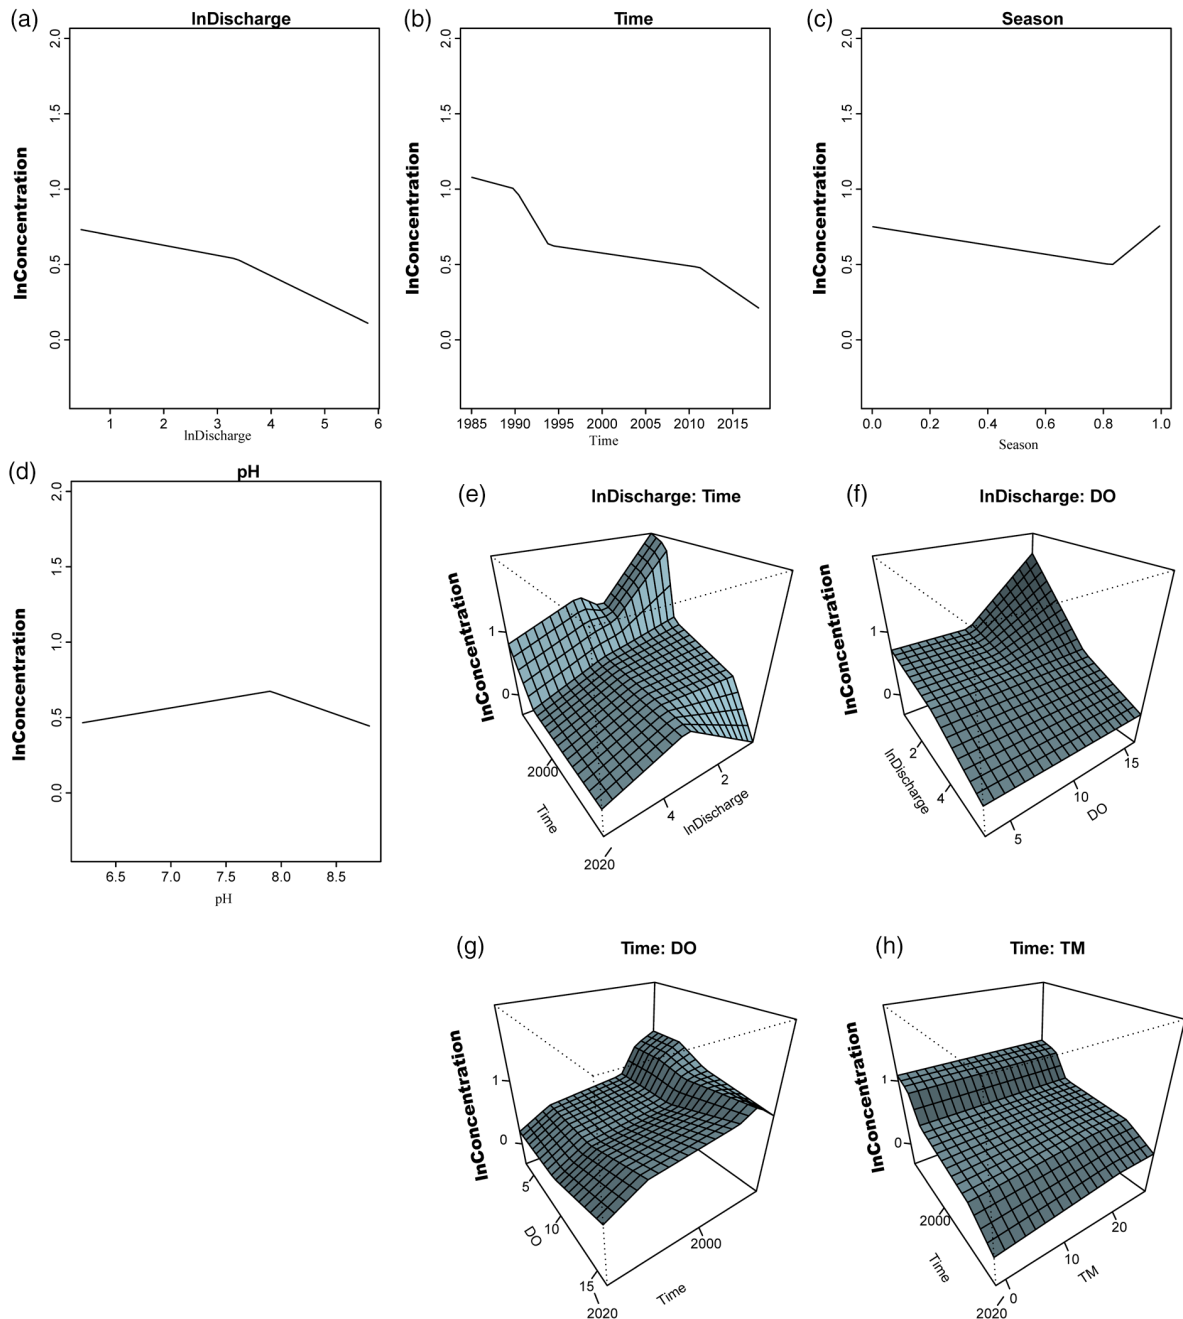 (a)
lnDischarge
lnConcentration
2.0
1.5
1.0
0.5
0.0
1 2 3 4 5 6
lnDischarge
(b)
Time
lnConcentration
2.0
1.5
1.0
0.5
0.0
1985 1990 1995 2000 2005 2010 2015
Time
(c)
Season
lnConcentration
2.0
1.5
1.0
0.5
0.0
0.0 0.2 0.4 0.6 0.8 1.0
Season
(d)
pH
lnConcentration
2.0
1.5
1.0
0.5
0.0
6.5 7.0 7.5 8.0 8.5
pH
(e)
lnDischarge: Time
lnConcentration
1
0
2000
2020
Time
4
2
lnDischarge
(f)
lnDischarge: DO
lnConcentration
1
0
2
4
lnDischarge
5
10
15
DO
(g)
Time: DO
lnConcentration
1
0
5
10
15
DO
2020
2000
Time
(h)
Time: TM
lnConcentration
1
0
2000
2020
Time
0
10
20
TM